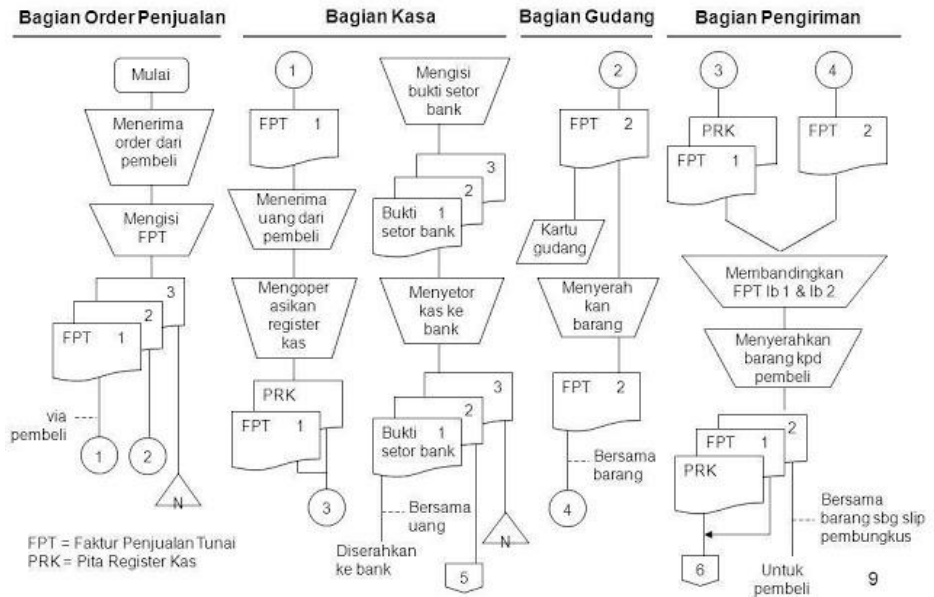 Bagian Order Penjualan
Mulai
Menerima
order dari
pembeli
Mengisi
FPT
3
2
FPT 1
via
pembeli
1
2
N
FPT = Faktur Penjualan Tunai
PRK = Pita Register Kas
Bagian Kasa
1
FPT 1
Menerima
uang dari
pembeli
Mengoper
asikan
register
kas
PRK
FPT 1
3
Mengisi
bukti setor
bank
3
2
Bukti 1
setor bank
Menyetor
kas ke
bank
3
2
Bukti 1
setor bank
Bersama
uang
Diserahkan
ke bank
5
N
Bagian Gudang
2
FPT 2
Kartu
gudang
Menyerah
kan
barang
FPT 2
Bersama
barang
4
Bagian Pengiriman
3
4
PRK
FPT 1
FPT 2
Membandingkan
FPT lb 1 & lb 2
Menyerahkan
barang kpd
pembeli
2
FPT 1
PRK
Bersama
barang sbg slip
pembungkus
6
Untuk
pembeli
9